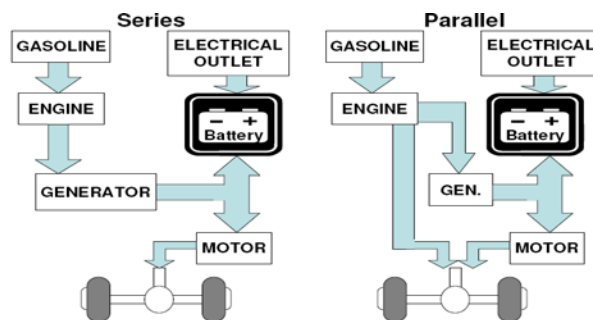 Series
GASOLINE
ELECTRICAL
OUTLET
ENGINE
– +
Battery
GENERATOR
MOTOR
Parallel
GASOLINE
ELECTRICAL
OUTLET
ENGINE
– +
Battery
GEN.
MOTOR